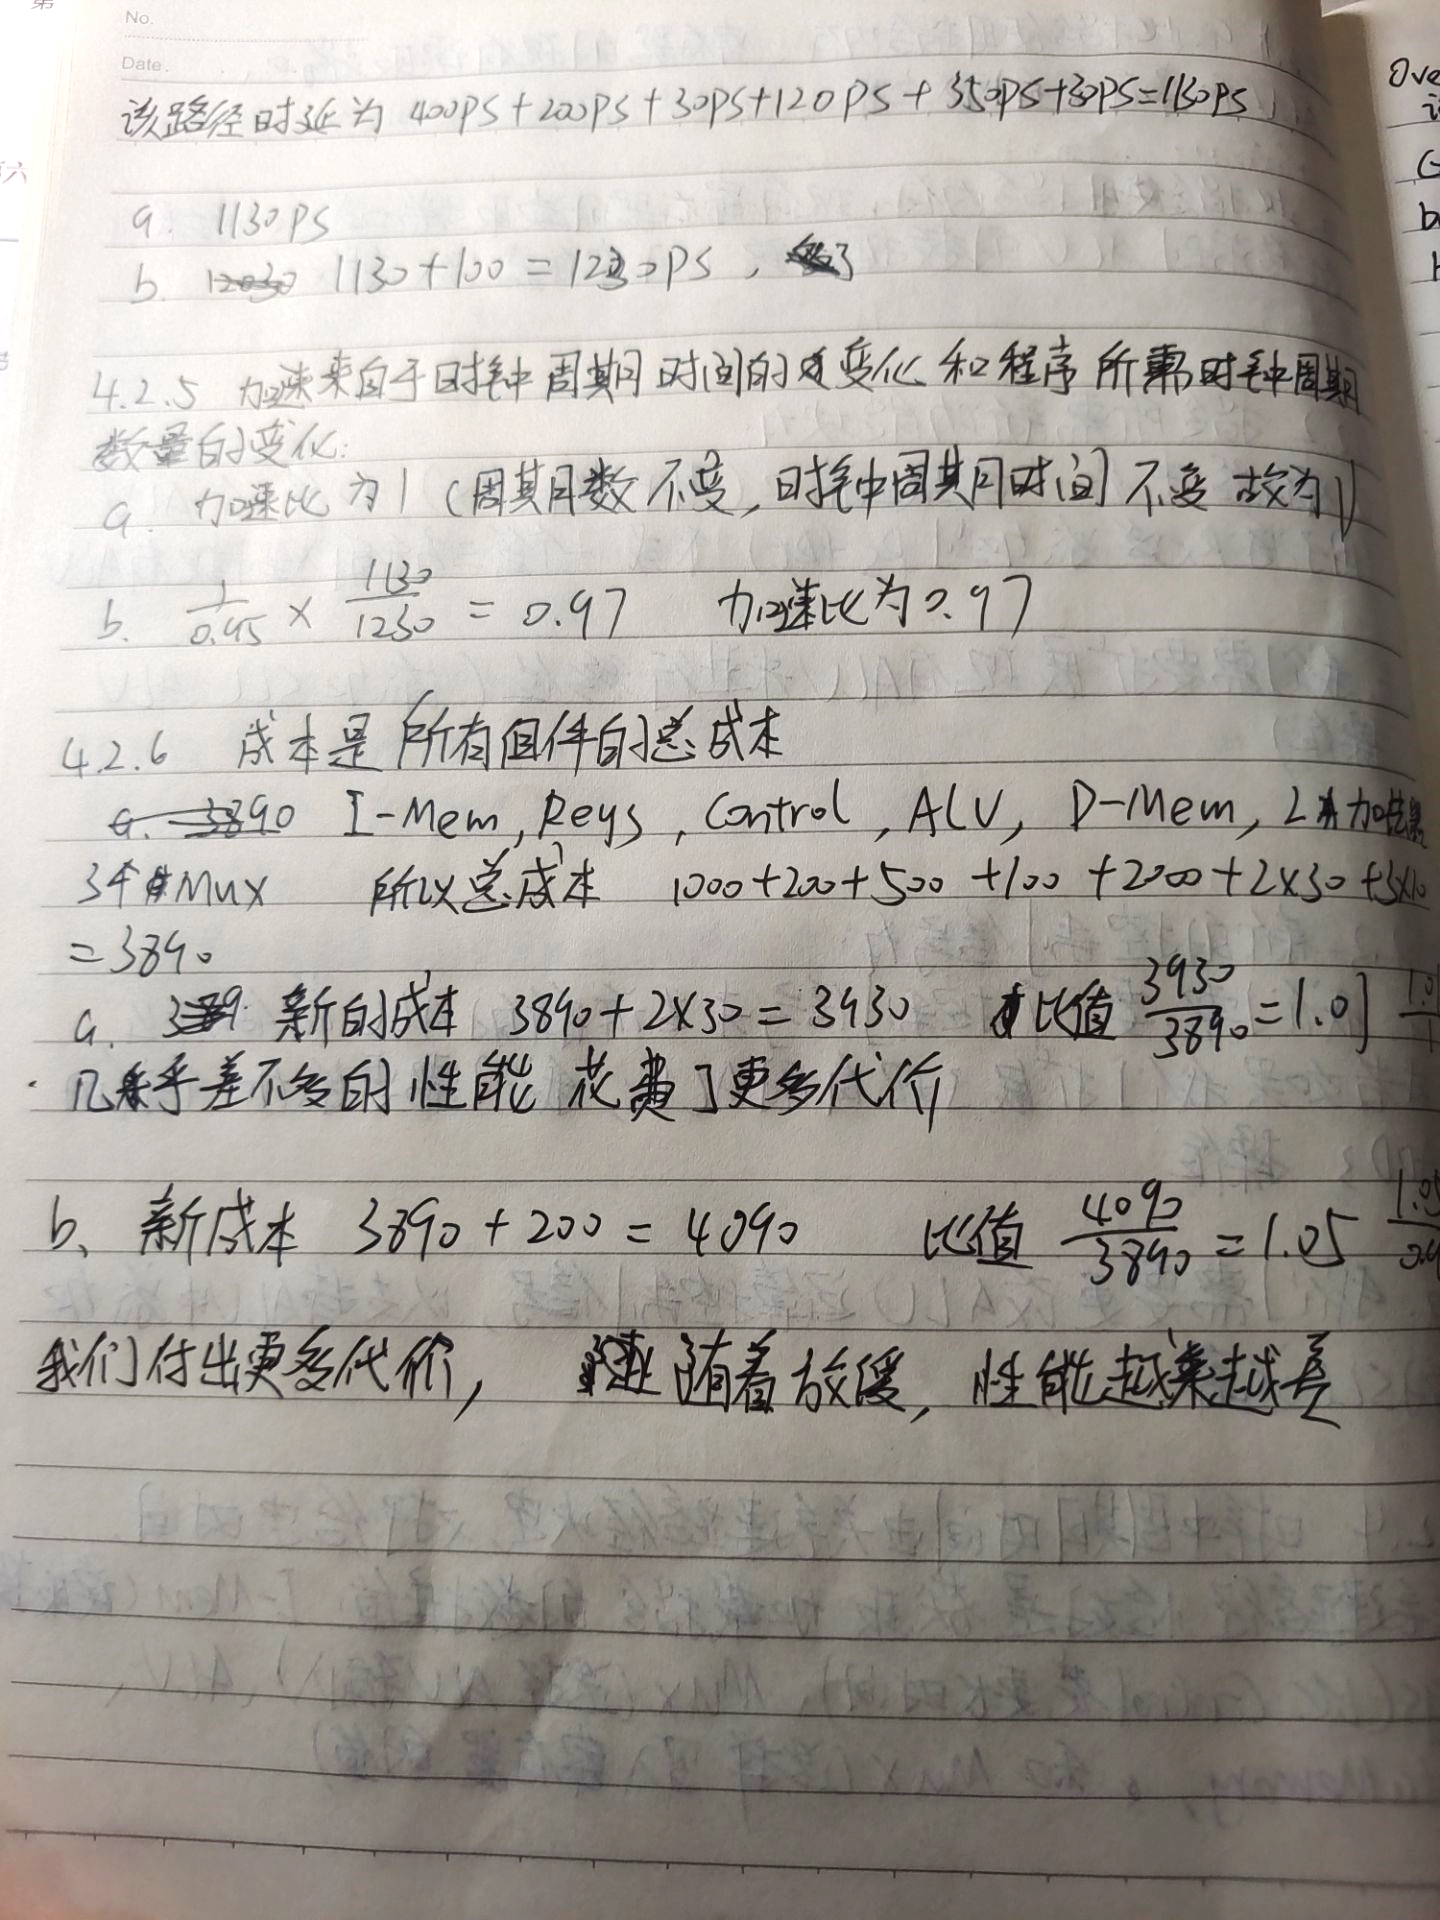 No.
Date.
该路径时延为 400PS+200PS+30PS+120PS+350PS+30PS=1130PS
a. 1130PS
b. 1130+100=1230PS,
4.2.5 加速来自于时钟周期时间的变化和程序所需时钟周期
数量的变化:
a. 加速比为1(周期数不变,时钟周期时间不变 故为1)
b. 1/0.95 × 1130/1230 = 0.97 加速比为0.97
4.2.6 成本是所有组件的总成本
I-Mem, Regs, Control, ALU, D-Mem, 2个加法器
3个Mux 所以总成本 1000+200+500+100+2000+2×30+3×10
=3890
a. 新的成本 3890+2×30=3930 比值 3930/3890=1.01
几乎差不多的性能 花费了更多代价
b、新成本 3890+200=4090 比值 4090/3890=1.05
我们付出更多代价, 随着放缓,性能越来越差